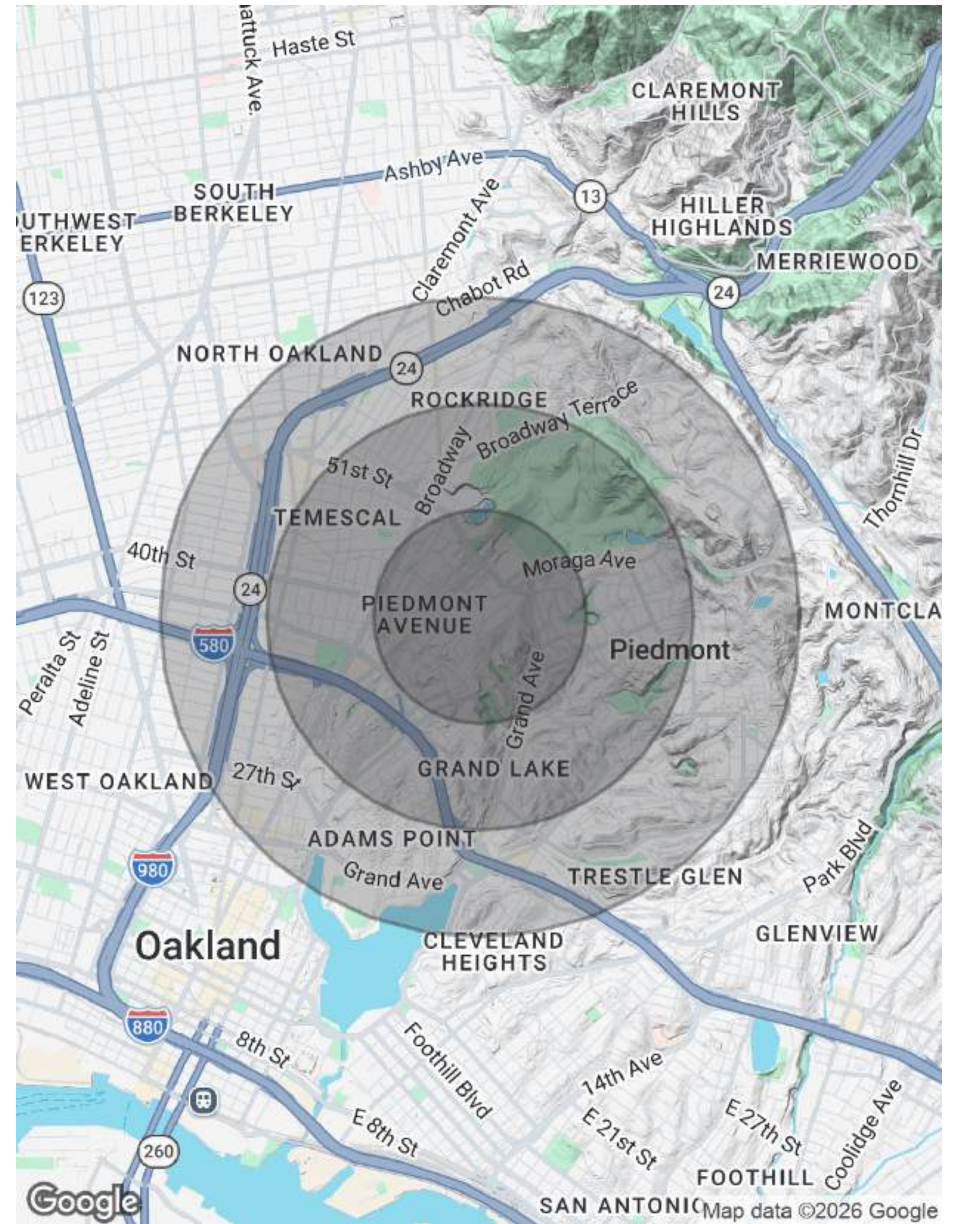 hattuck Ave.
Haste St
CLAREMONT
HILLS
Ashby Ave
SOUTH
BERKELEY
13
HILLER
HIGHLANDS
OUTHWEST
ERKELEY
Claremont Ave
MERRIEWOOD
Chabot Rd
123
24
NORTH OAKLAND
24
ROCKRIDGE
Broadway Terrace
Broadway
51st St
Thornhill Dr
TEMESCAL
40th St
Moraga Ave
24
PIEDMONT
AVENUE
MONTCLA
580
Piedmont
Peralta St
Adeline St
Grand Ave
GRAND LAKE
WEST OAKLAND
27th St
ADAMS POINT
980
Grand Ave
TRESTLE GLEN
Park Blvd
Oakland
CLEVELAND
HEIGHTS
GLENVIEW
880
8th St
Foothill Blvd
14th Ave
E 8th St
E 21st St
E 27th St
Coolidge Ave
260
FOOTHILL
SAN ANTONIO
Google
Map data ©2026 Google